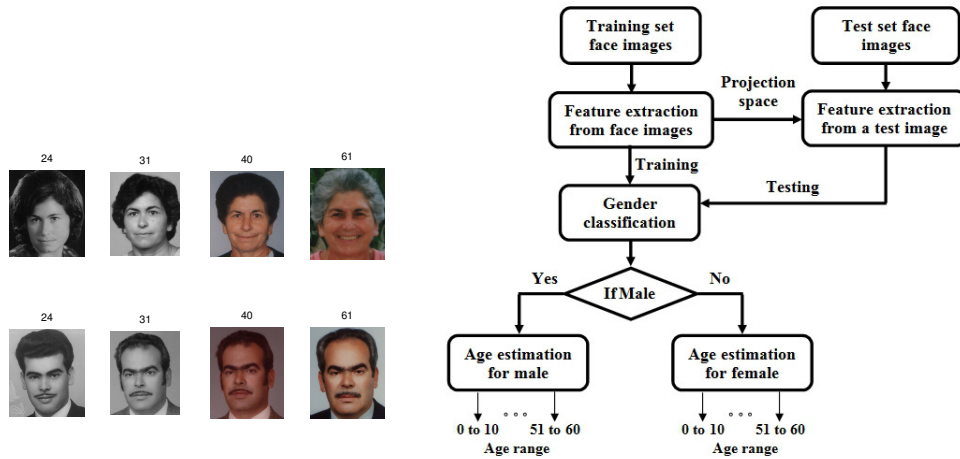 24
31
40
61
24
31
40
61
Training set
face images
Test set face
images
Projection
space
Feature extraction
from face images
Feature extraction
from a test image
Training
Testing
Gender
classification
Yes
If Male
No
Age estimation
for male
Age estimation
for female
0 to 10
51 to 60
Age range
0 to 10
51 to 60
Age range